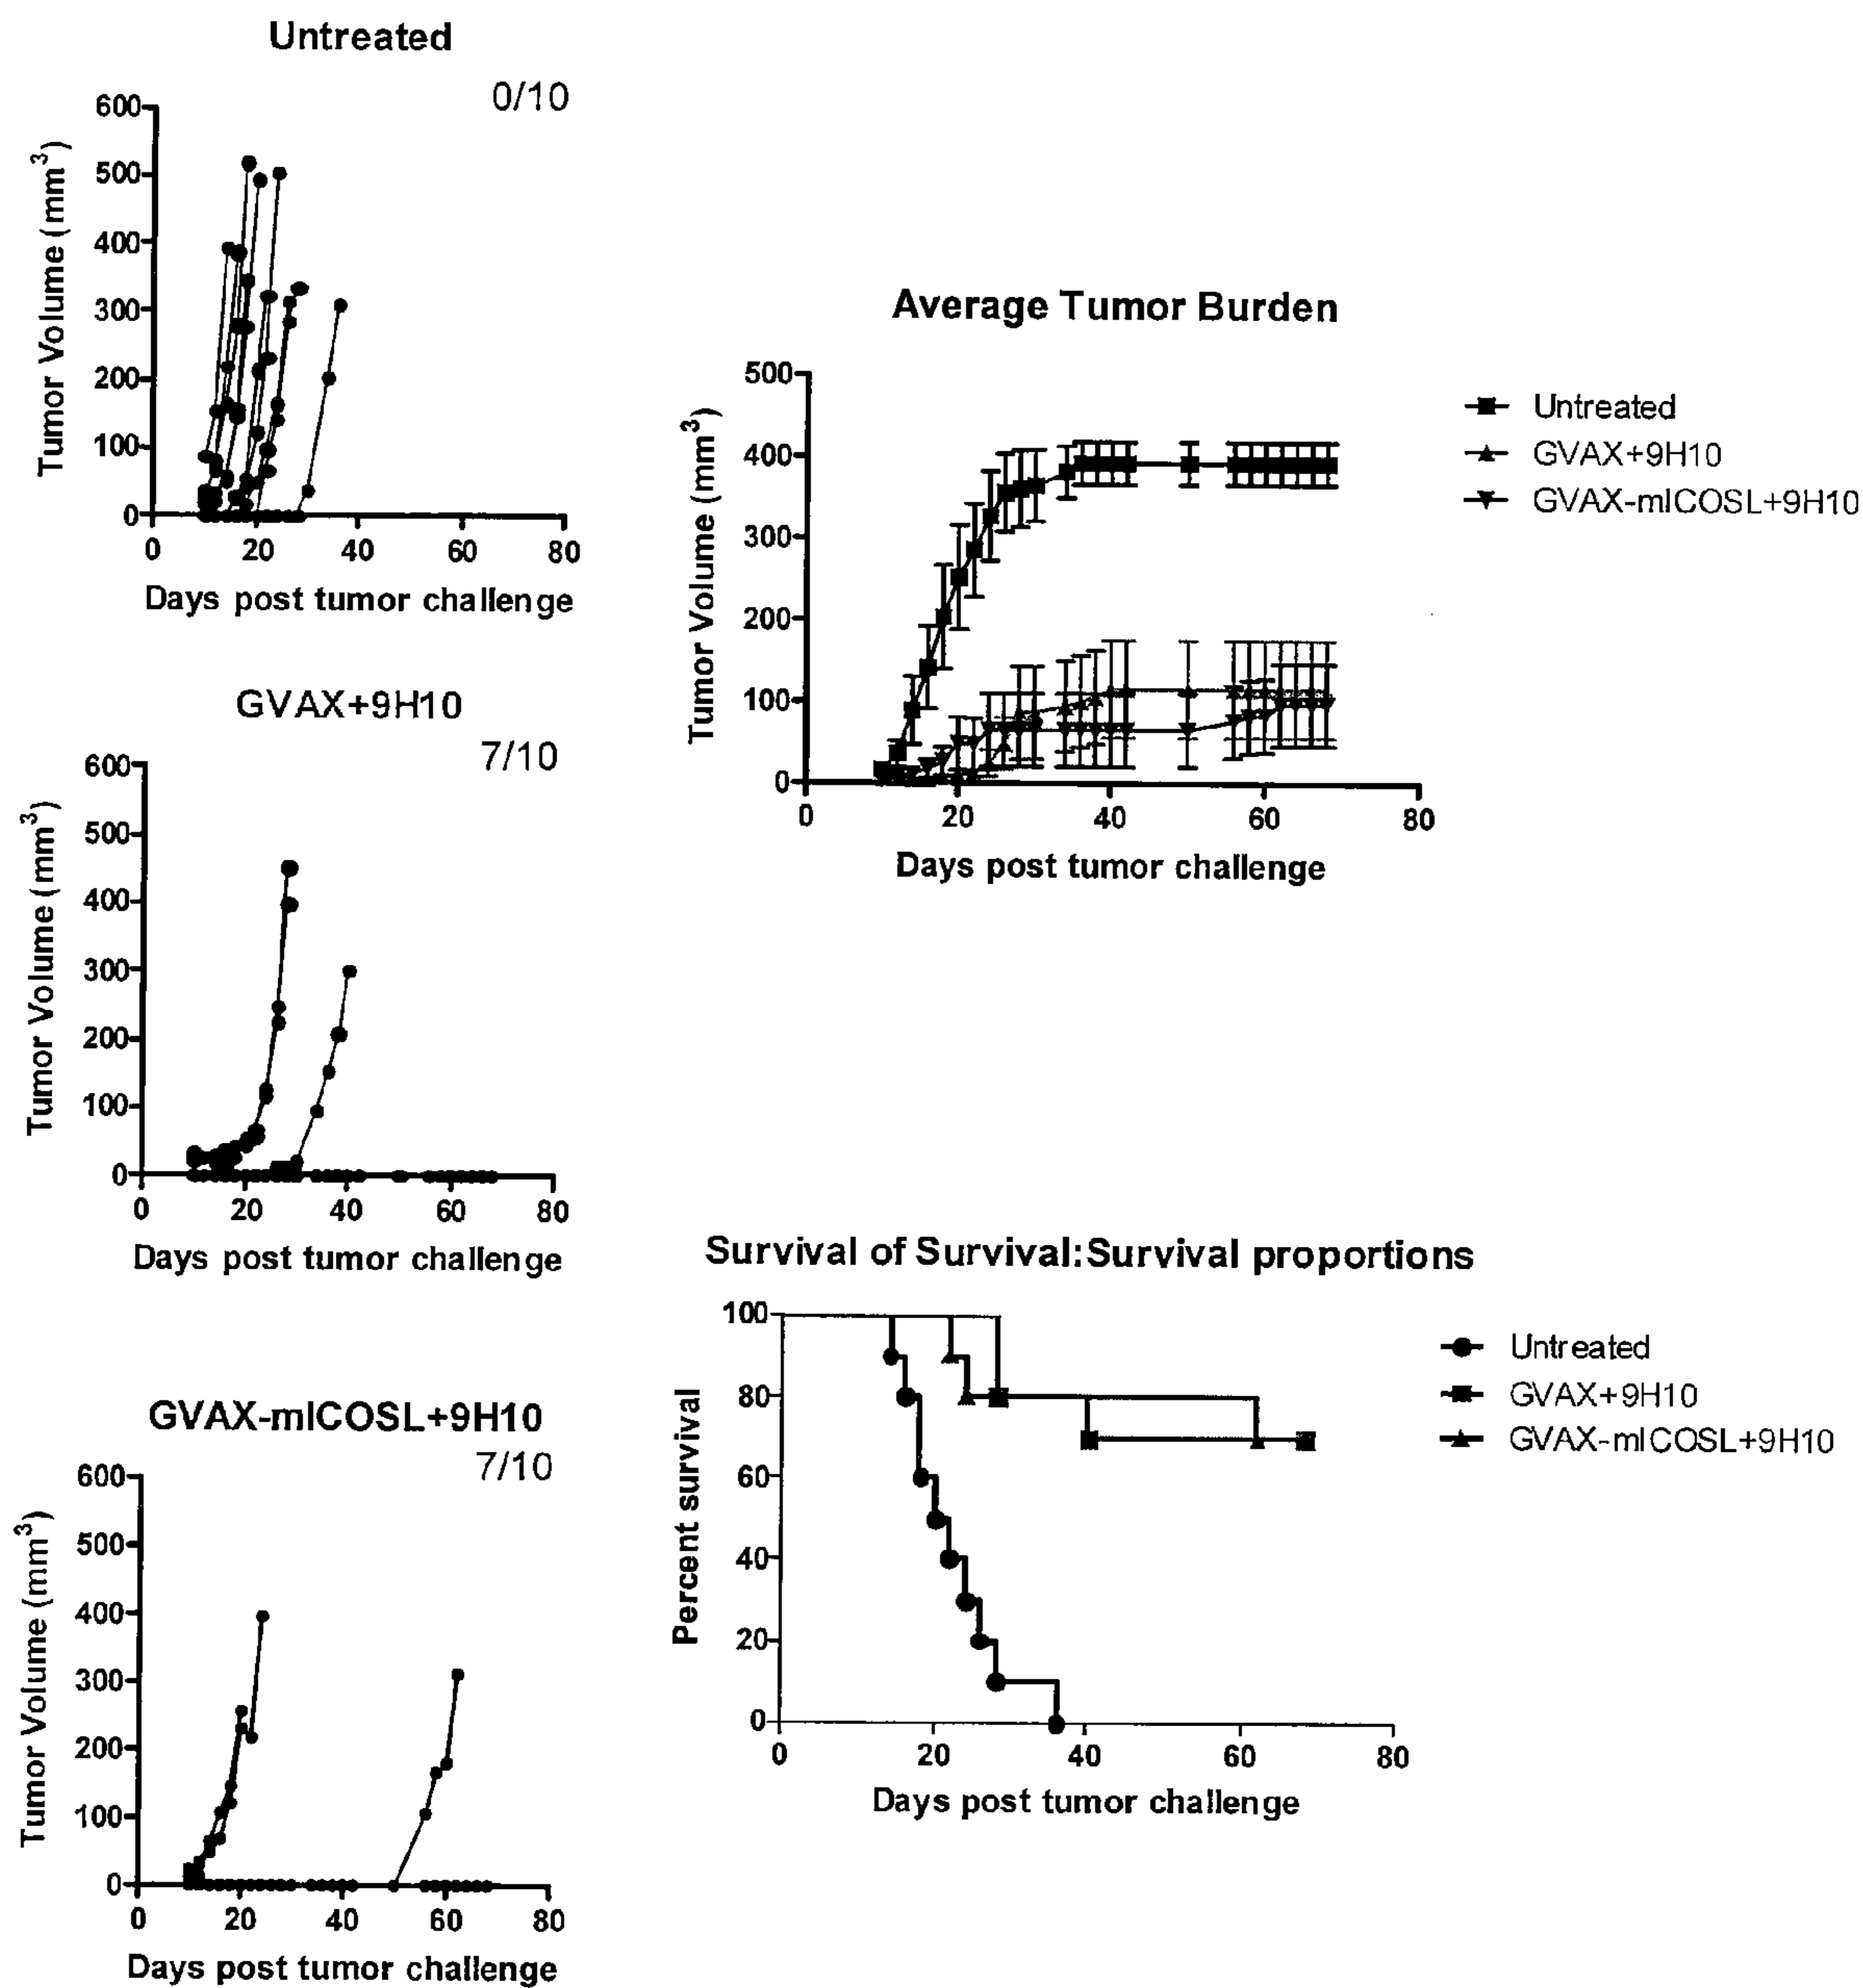 Untreated
0/10
600
500
400
300
200
100
0
Tumor Volume (mm³)
0 20 40 60 80
Days post tumor challenge
GVAX+9H10
7/10
600
500
400
300
200
100
0
Tumor Volume (mm³)
0 20 40 60 80
Days post tumor challenge
GVAX-mICOSL+9H10
7/10
600
500
400
300
200
100
0
Tumor Volume (mm³)
0 20 40 60 80
Days post tumor challenge
Average Tumor Burden
500
400
300
200
100
0
Tumor Volume (mm³)
0 20 40 60 80
Days post tumor challenge
Untreated
GVAX+9H10
GVAX-mICOSL+9H10
Survival of Survival:Survival proportions
100
80
60
40
20
0
Percent survival
0 20 40 60 80
Days post tumor challenge
Untreated
GVAX+9H10
GVAX-mICOSL+9H10